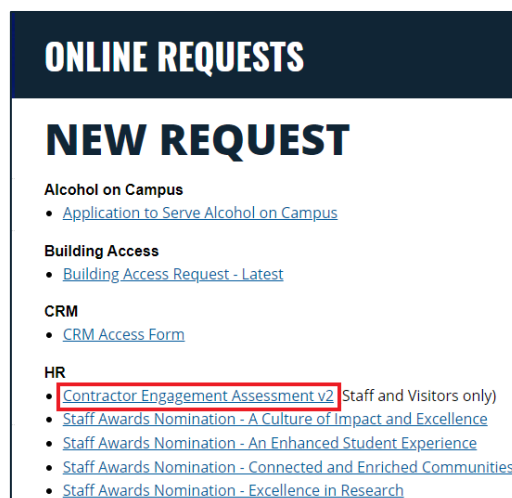 ONLINE REQUESTS
NEW REQUEST
Alcohol on Campus
• Application to Serve Alcohol on Campus
Building Access
• Building Access Request - Latest
CRM
• CRM Access Form
HR
• Contractor Engagement Assessment v2 (Staff and Visitors only)
• Staff Awards Nomination - A Culture of Impact and Excellence
• Staff Awards Nomination - An Enhanced Student Experience
• Staff Awards Nomination - Connected and Enriched Communities
• Staff Awards Nomination - Excellence in Research